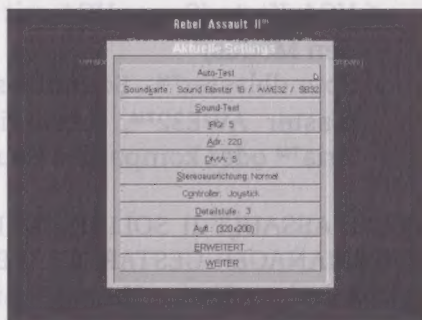 Rebel Assault II™
Aktuelle Settings
Auto-Test
Soundkarte: Sound Blaster 16 / AWE32 / SB32
Sound-Test
IRQ: 5
Adr.: 220
DMA: 5
Stereoausrichtung: Normal
Controller: Joystick
Detailstufe: 3
Aufl.: (320x200)
ERWEITERT...
WEITER